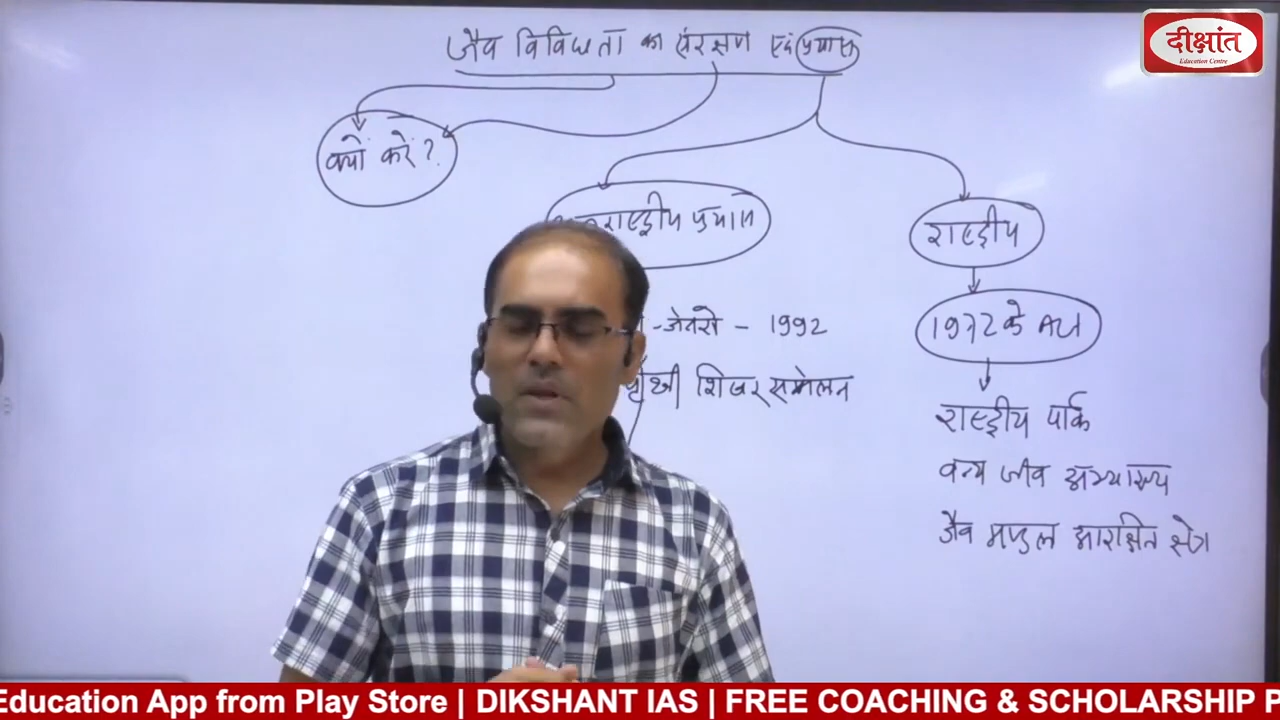 जैव विविधता का संरक्षण एवं प्रयास
दीक्षांत
Education Centre
क्यों करें?
राष्ट्रीय प्रयास
राष्ट्रीय
1972 के Act
- 1992
पृथ्वी शिखर सम्मेलन
राष्ट्रीय पार्क
वन्य जीव अभ्यारण्य
जैव मण्डल आरक्षित क्षेत्र
Education App from Play Store | DIKSHANT IAS | FREE COACHING & SCHOLARSHIP